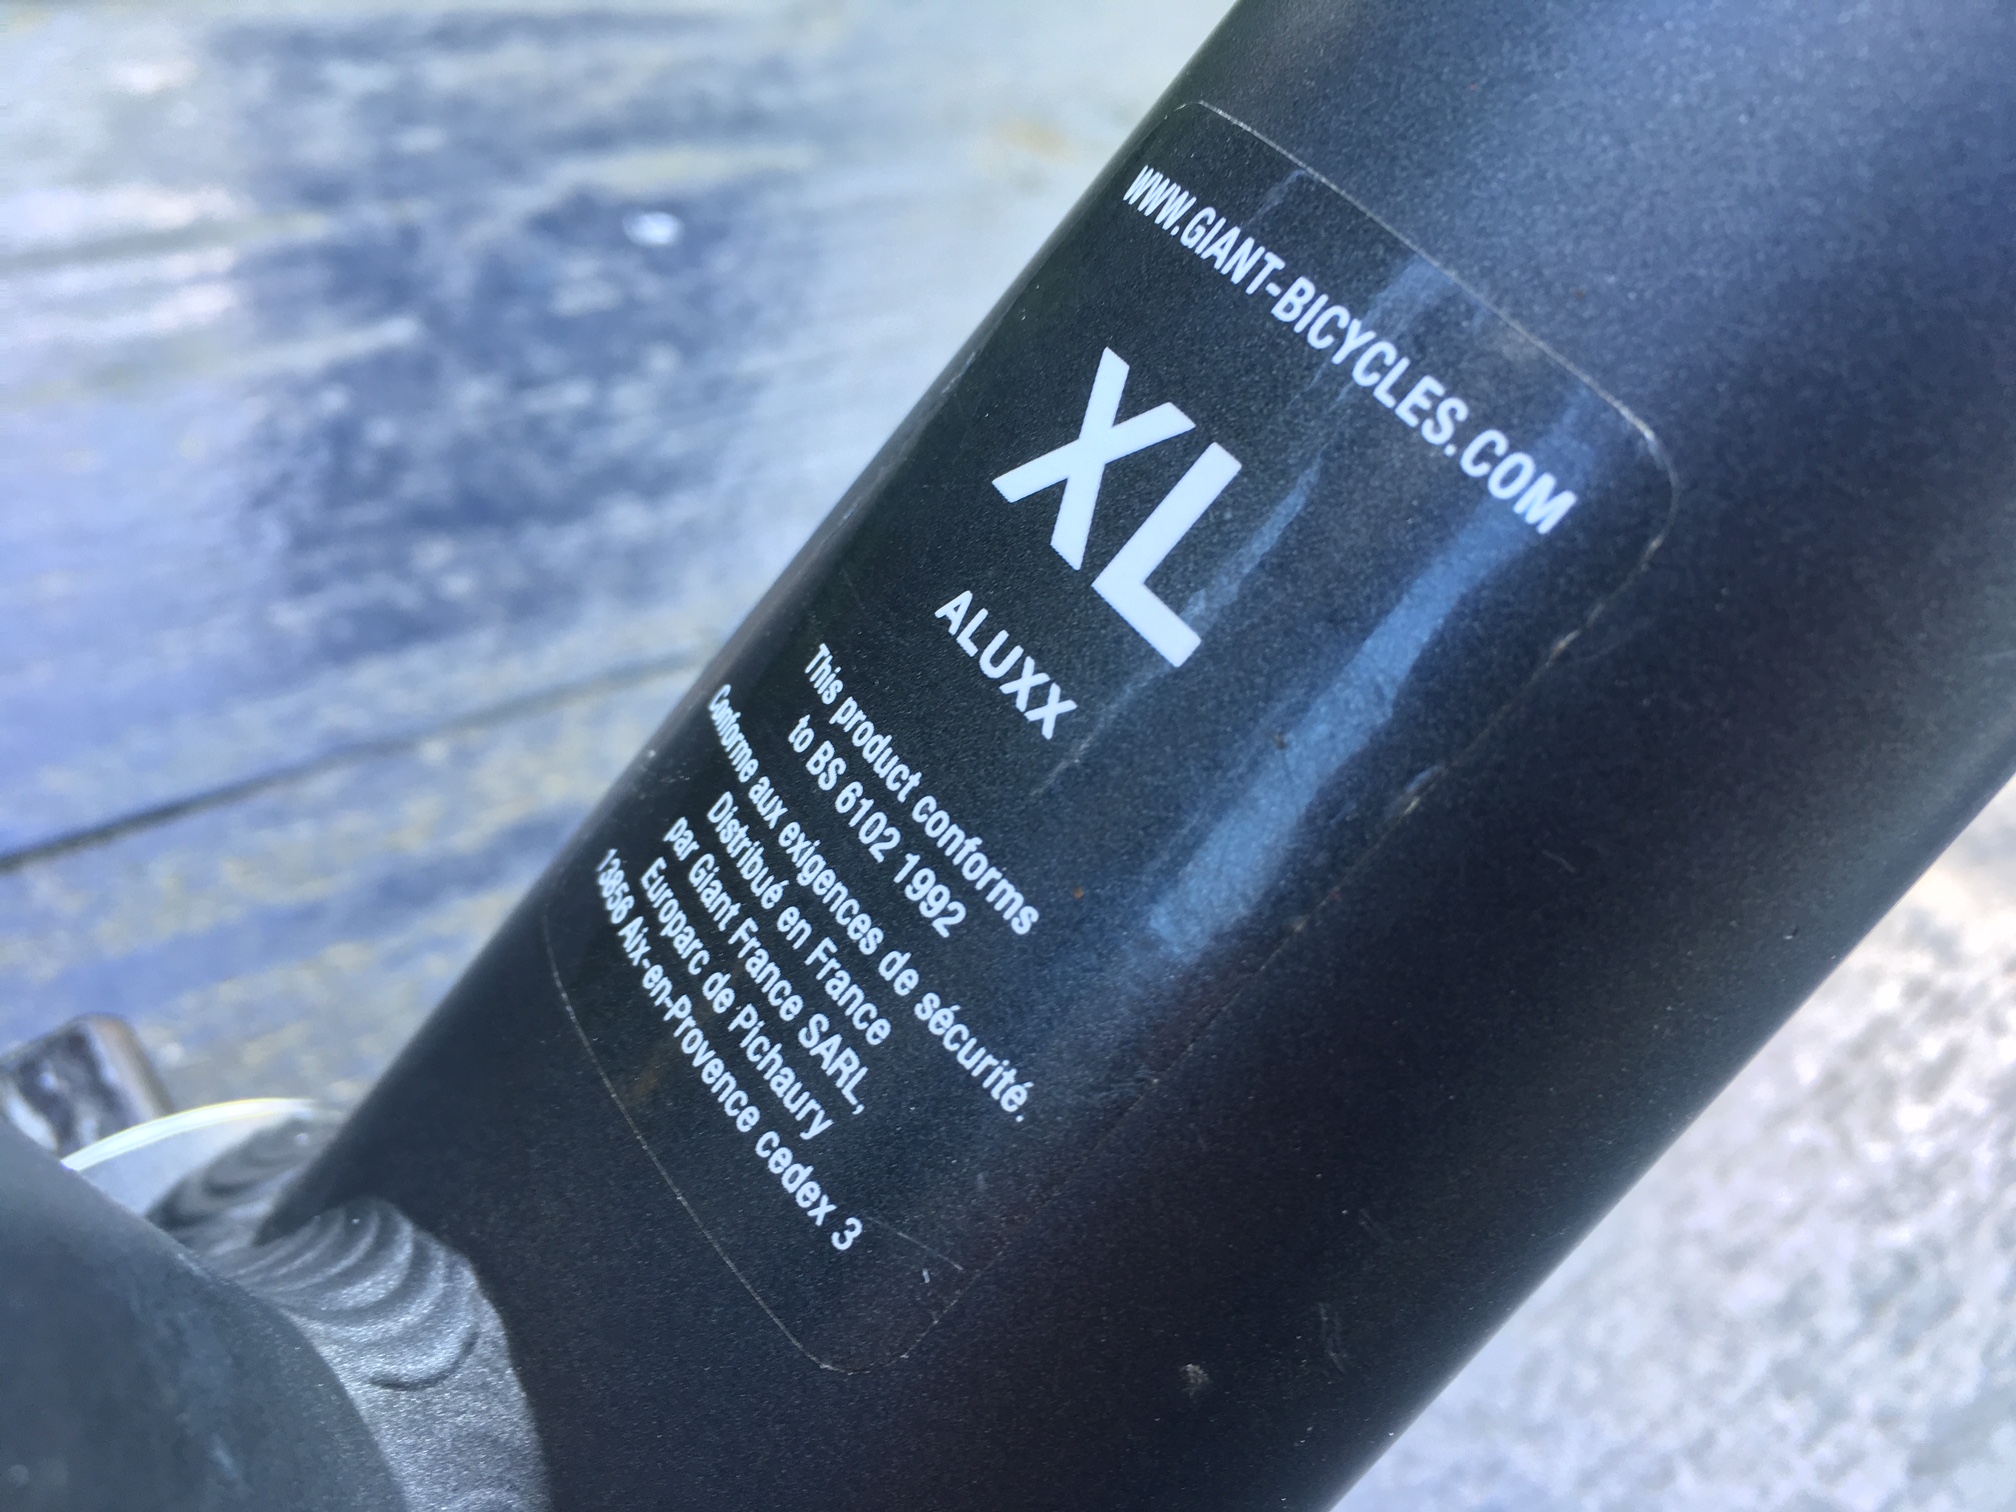 WWW.GIANT-BICYCLES.COM
XL
ALUXX
This product conforms
to BS 6102 1992
Conforme aux exigences de sécurité.
Distribué en France
par Giant France SARL,
Europarc de Pichaury
13856 Aix-en-Provence cedex 3